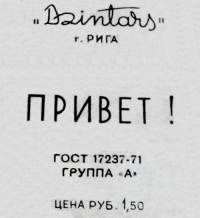 „Dzintars"
г. РИГА
ПРИВЕТ !
ГОСТ 17237-71
ГРУППА «А»
ЦЕНА РУБ. 1,50